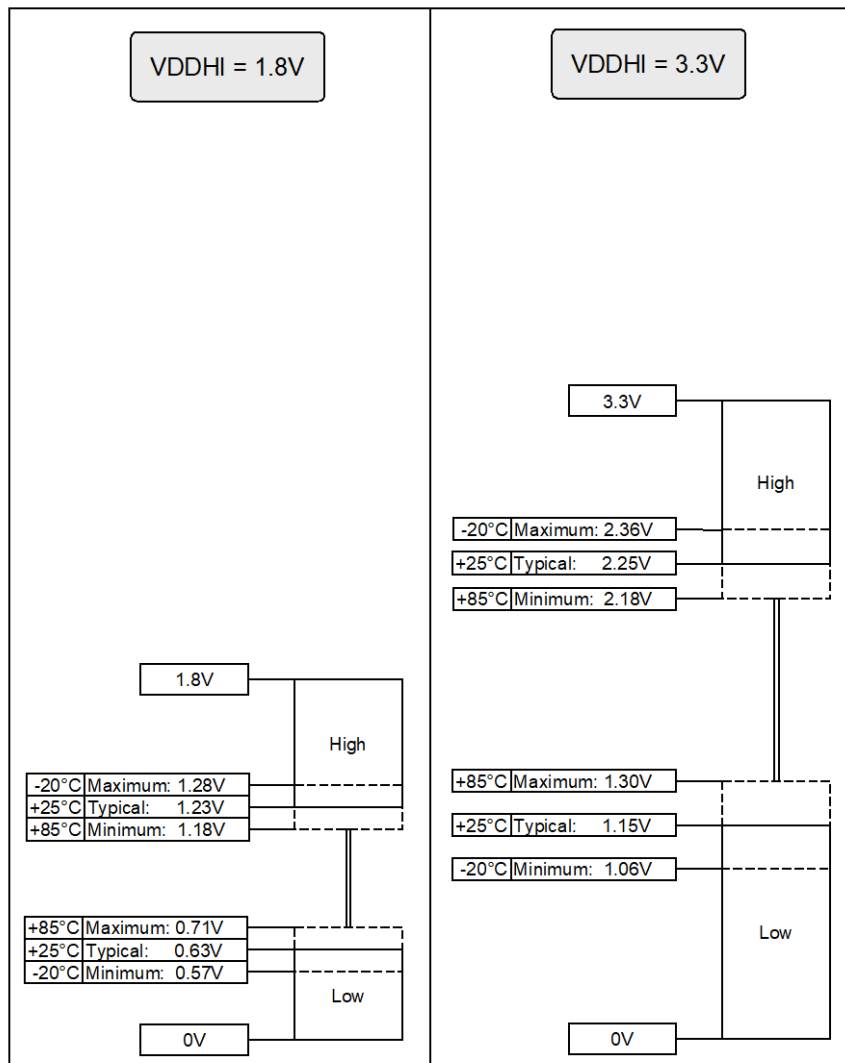 VDDHI = 1.8V
1.8V
High
-20°C Maximum: 1.28V
+25°C Typical: 1.23V
+85°C Minimum: 1.18V
+85°C Maximum: 0.71V
+25°C Typical: 0.63V
-20°C Minimum: 0.57V
Low
0V
VDDHI = 3.3V
3.3V
High
-20°C Maximum: 2.36V
+25°C Typical: 2.25V
+85°C Minimum: 2.18V
+85°C Maximum: 1.30V
+25°C Typical: 1.15V
-20°C Minimum: 1.06V
Low
0V